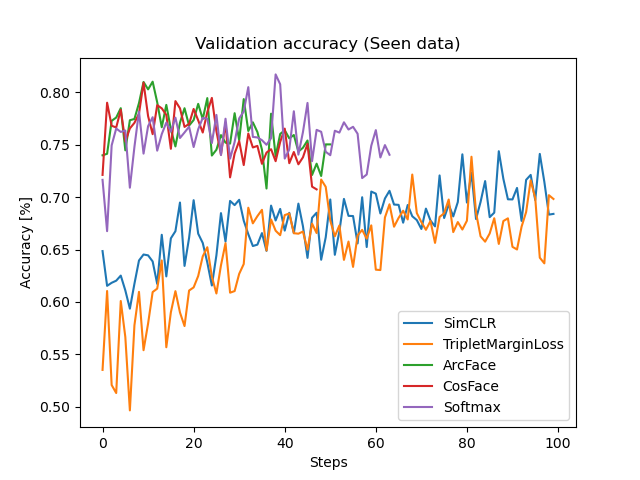 Validation accuracy (Seen data)
Accuracy [%]
0.80
0.75
0.70
0.65
0.60
0.55
0.50
SimCLR
TripletMarginLoss
ArcFace
CosFace
Softmax
0 20 40 60 80 100
Steps